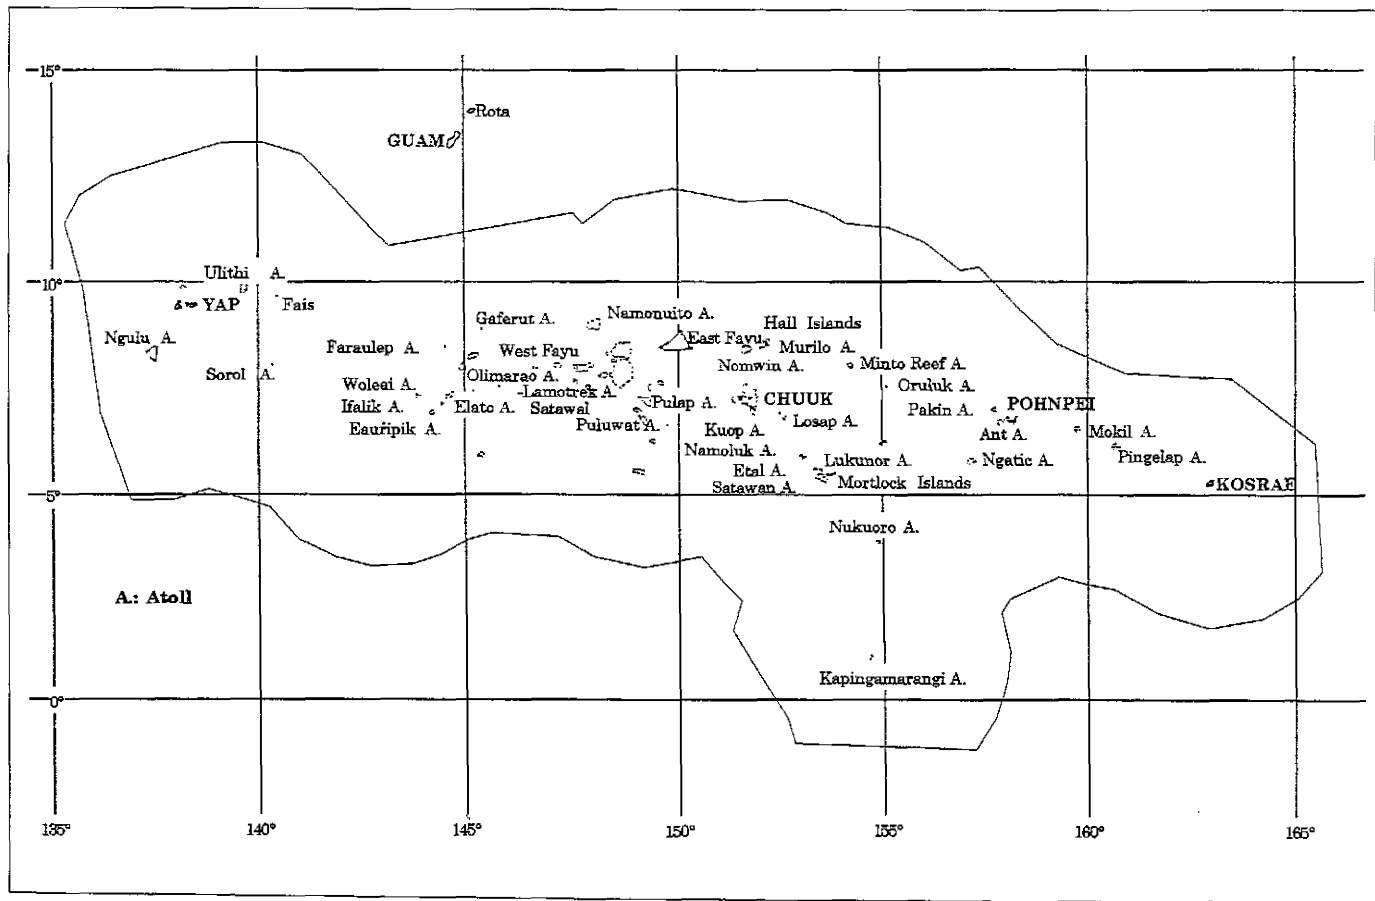 15°
Rota
GUAM
Ulithi A.
10°
YAP
Fais
Gaferut A.
Namonuito A.
Hall Islands
Ngulu A.
East Fayu
Faraulep A.
West Fayu
Murilo A.
Nomwin A.
Minto Reef A.
Sorol A.
Olimarao A.
Woleai A.
Lamotrek A.
CHUUK
Oruluk A.
Ifalik A.
Elato A.
Satawal
Pulap A.
Pakin A.
POHNPEI
Eauripik A.
Puluwat A.
Kuop A.
Losap A.
Ant A.
Mokil A.
Namoluk A.
Lukunor A.
Ngatic A.
Pingelap A.
Etal A.
Satawan A.
Mortlock Islands
KOSRAE
5°
Nukuoro A.
A.: Atoll
Kapingamarangi A.
0°
135° 140° 145° 150° 155° 160° 165°